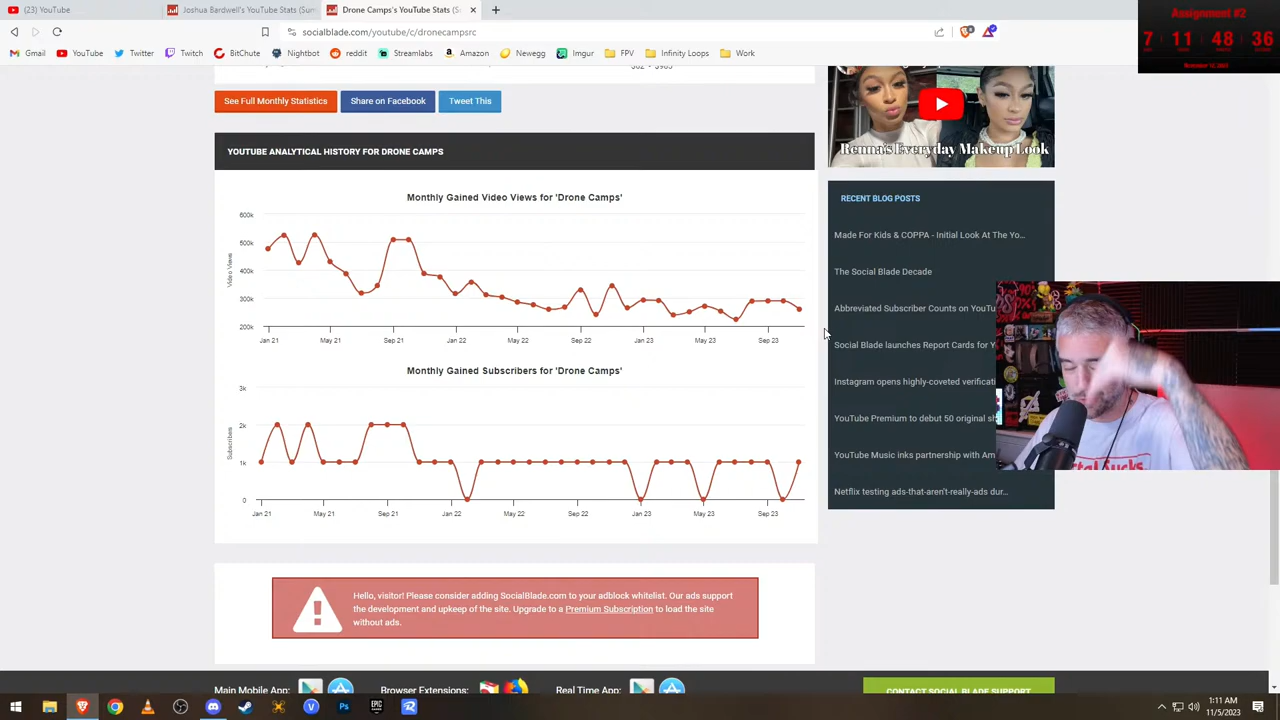 (23) YouTube
Joshua Bardwell's YouTube Stats (Sum
Drone Camps's YouTube Stats (S
Assignment #2
7 11 48 36
socialblade.com/youtube/c/dronecampsrc
Gmail YouTube Twitter Twitch BritainTheBot reddit Streamlabs Amazon Newegg Imgur FPV Infinity Loops Work
See Full Monthly Statistics
Share on Facebook
Tweet This
Renna's Everyday Makeup Look
YOUTUBE ANALYTICAL HISTORY FOR DRONE CAMPS
Monthly Gained Video Views for 'Drone Camps'
600k
500k
400k
300k
200k
Video Views
Jan 21 May 21 Sep 21 Jan 22 May 22 Sep 22 Jan 23 May 23 Sep 23
Monthly Gained Subscribers for 'Drone Camps'
3k
2k
1k
0
Subscribers
Jan 21 May 21 Sep 21 Jan 22 May 22 Sep 22 Jan 23 May 23 Sep 23
RECENT BLOG POSTS
Made For Kids & COPPA - Initial Look At The Yo...
The Social Blade Decade
Abbreviated Subscriber Counts on YouTu
Social Blade launches Report Cards for Y
Instagram opens highly-coveted verificati
YouTube Premium to debut 50 original sh
YouTube Music inks partnership with Am
Netflix testing ads-that-aren't-really-ads dur...
Hello, visitor! Please consider adding SocialBlade.com to your adblock whitelist. Our ads support
the development and upkeep of the site. Upgrade to a Premium Subscription to load the site
without ads.
Main Mobile App:
Browser Extensions:
Real Time App:
CONTACT SOCIAL BLADE SUPPORT
1:11 AM
11/5/2023